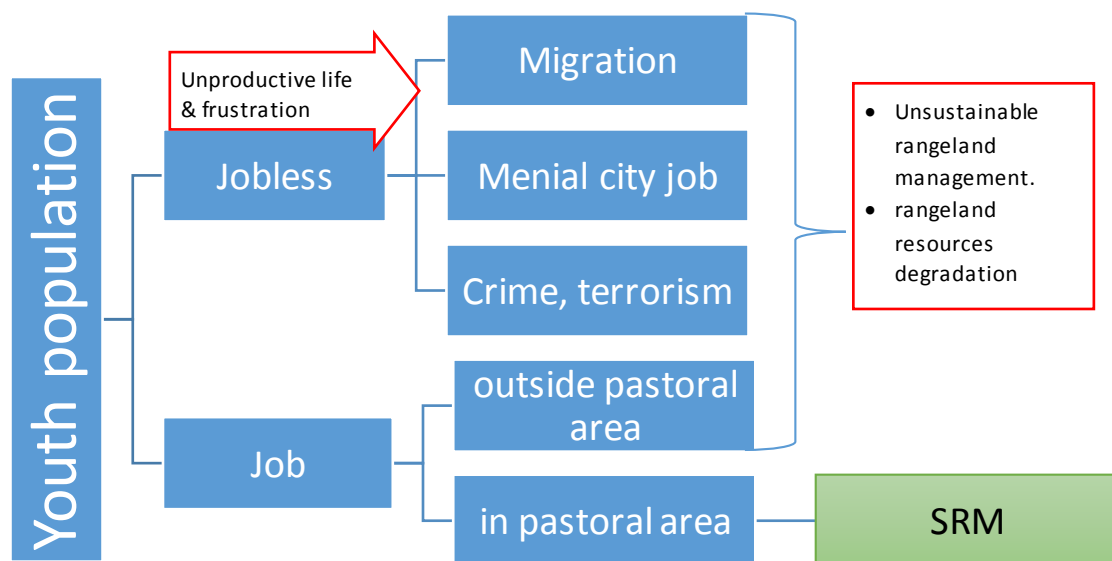 Youth population
Unproductive life
& frustration
Jobless
Migration
Menial city job
Crime, terrorism
• Unsustainable
rangeland
management.
• rangeland
resources
degradation
Job
outside pastoral
area
in pastoral area
SRM